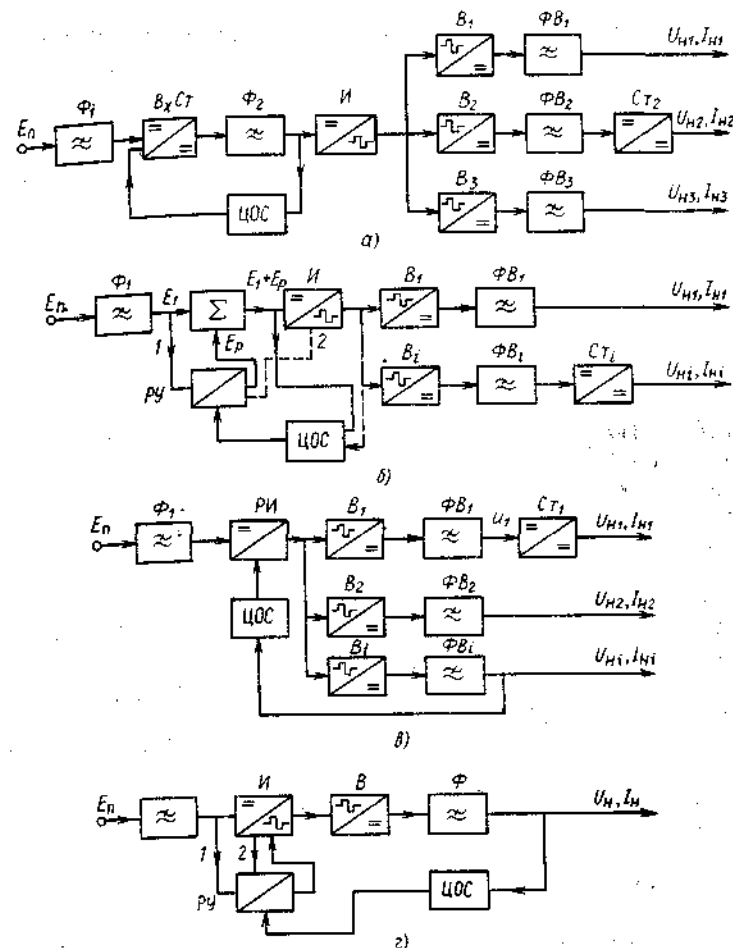 В₁ ФВ₁ Uн1, Iн1
Eп Ф₁ ВхСт Ф₂ И В₂ ФВ₂ Ст₂ Uн2, Iн2
ЦОС В₃ ФВ₃ Uн3, Iн3
а)
Eп Ф₁ E₁ Σ E₁+Eр И В₁ ФВ₁ Uн1, Iн1
1 Eр 2
РУ Вi ФВi Стi Uнi, Iнi
ЦОС
б)
Eп Ф₁ РИ В₁ ФВ₁ u₁ Ст₁ Uн1, Iн1
ЦОС В₂ ФВ₂ Uн2, Iн2
Вi ФВi Uнi, Iнi
в)
Eп И В Ф Uн, Iн
1 2
РУ ЦОС
г)